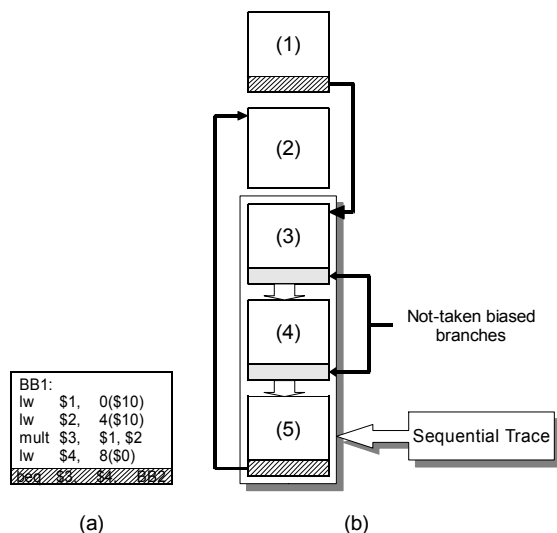 (1)
(2)
(3)
(4)
(5)
Not-taken biased
branches
Sequential Trace
BB1:
lw $1, 0($10)
lw $2, 4($10)
mult $3, $1, $2
lw $4, 8($0)
beq $3, $4, BB2
(a)
(b)